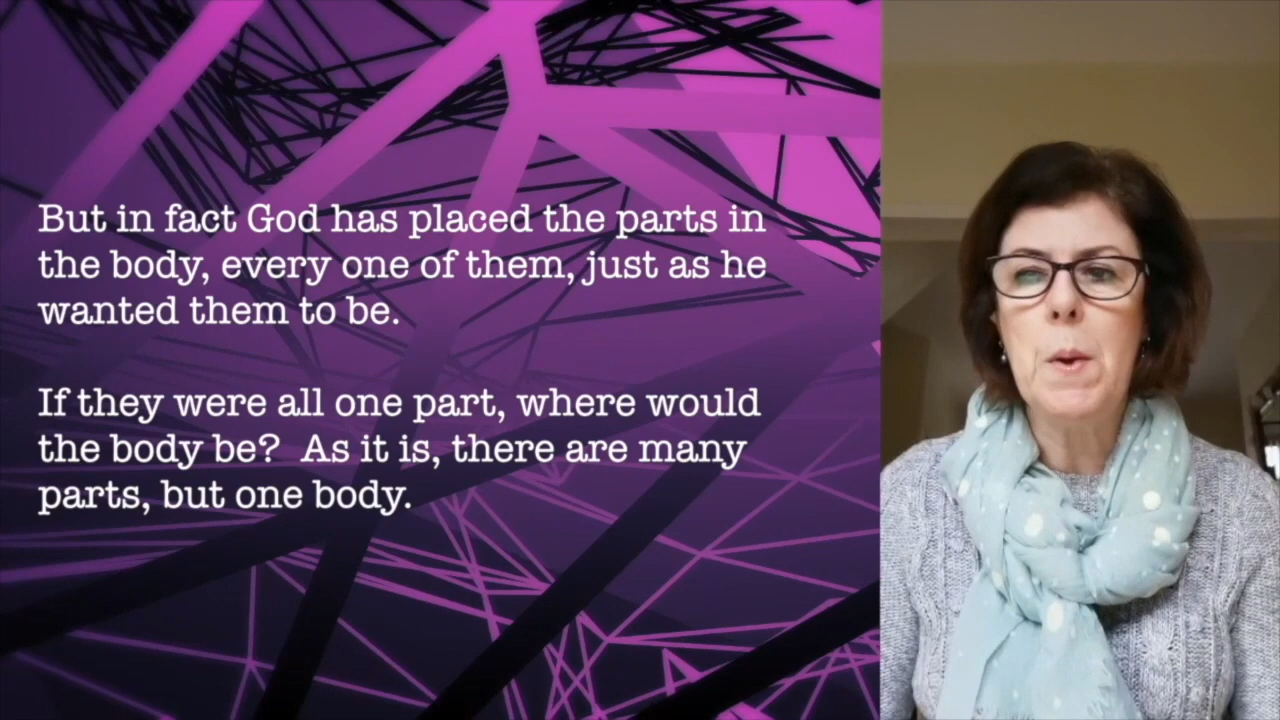 But in fact God has placed the parts in
the body, every one of them, just as he
wanted them to be.
If they were all one part, where would
the body be?  As it is, there are many
parts, but one body.